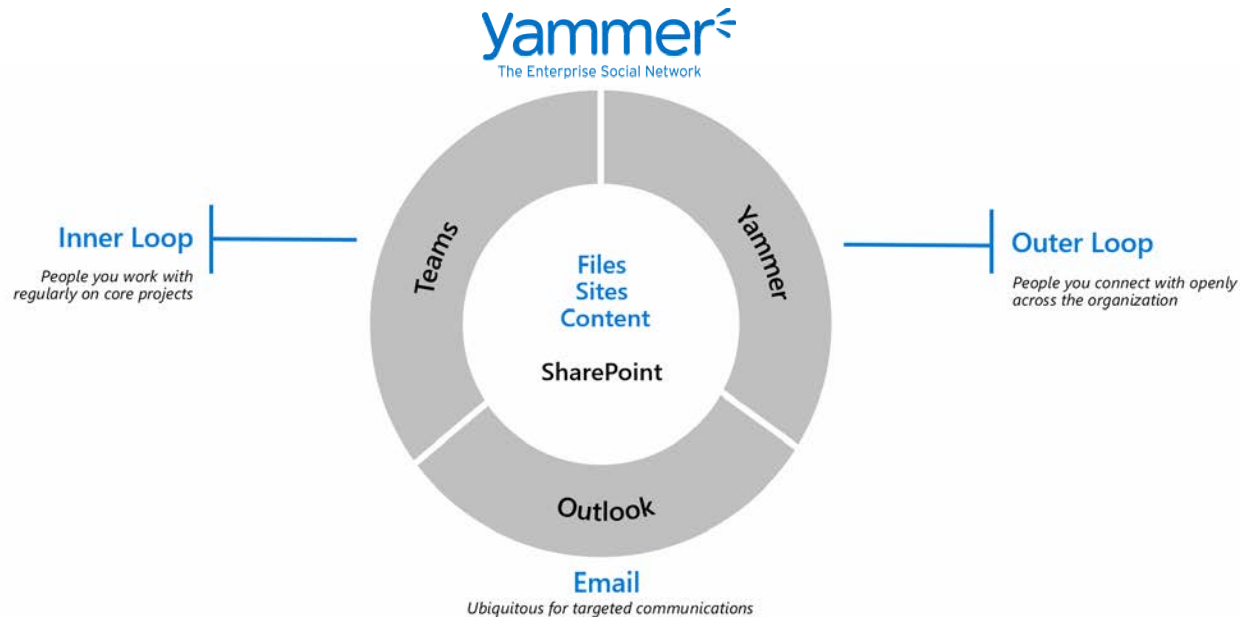 yammer
The Enterprise Social Network
Inner Loop
People you work with
regularly on core projects
Teams
Yammer
Files
Sites
Content
SharePoint
Outer Loop
People you connect with openly
across the organization
Outlook
Email
Ubiquitous for targeted communications